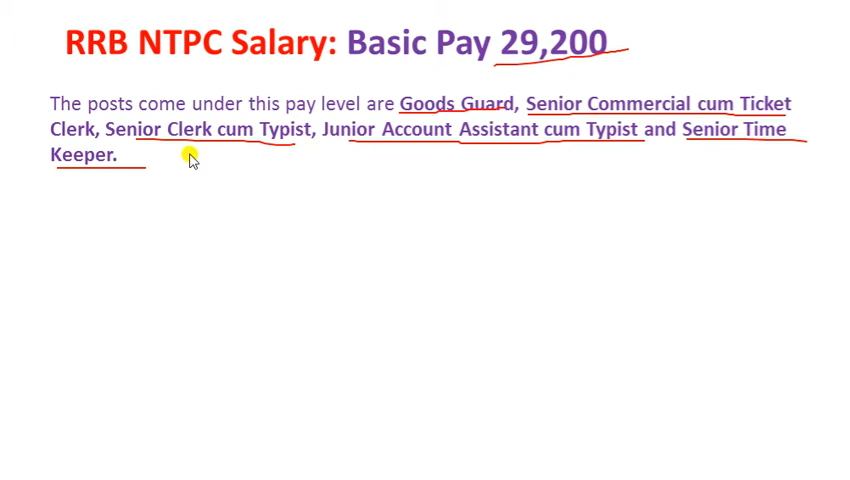 RRB NTPC Salary: Basic Pay 29,200
The posts come under this pay level are Goods Guard, Senior Commercial cum Ticket
Clerk, Senior Clerk cum Typist, Junior Account Assistant cum Typist and Senior Time
Keeper.